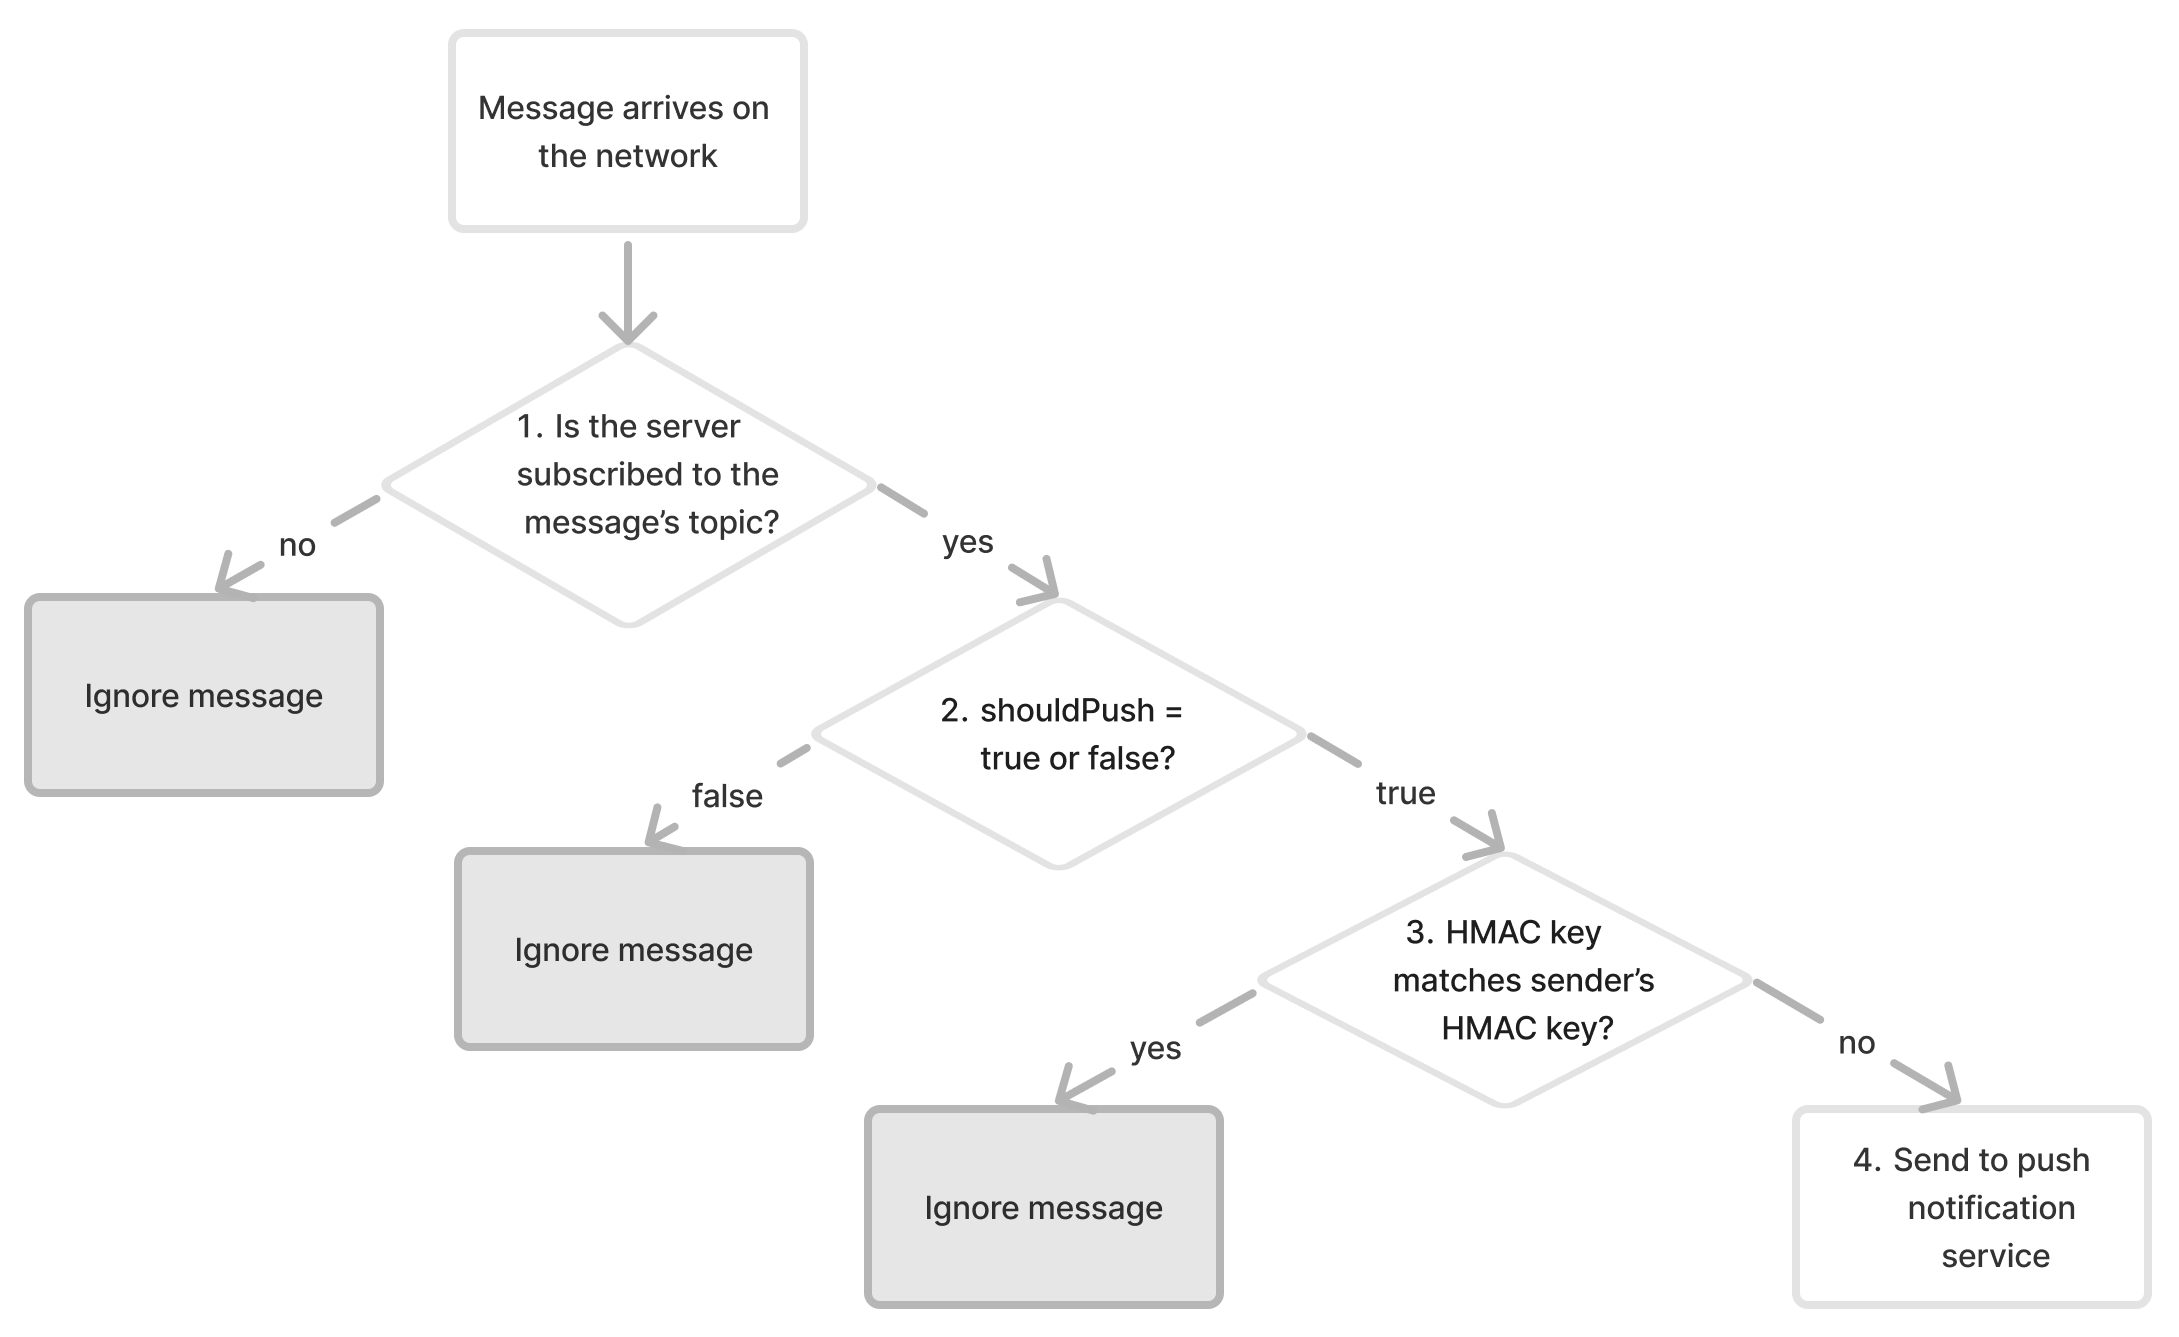 Message arrives on
the network
1. Is the server
subscribed to the
message’s topic?
no
yes
Ignore message
2. shouldPush =
true or false?
false
true
Ignore message
3. HMAC key
matches sender’s
HMAC key?
yes
no
Ignore message
4. Send to push
notification
service